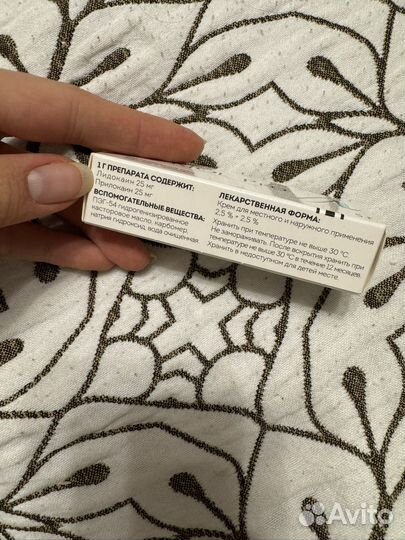 1 Г ПРЕПАРАТА СОДЕРЖИТ:
Лидокаин 25 мг
Прилокаин 25 мг
ВСПОМОГАТЕЛЬНЫЕ ВЕЩЕСТВА:
ПЭГ-54 гидрогенизированное
касторовое масло, карбомер,
натрия гидроксид, вода очищенная
ЛЕКАРСТВЕННАЯ ФОРМА:
Крем для местного и наружного применения
2,5 % + 2,5 %
Хранить при температуре не выше 30 °С.
Не замораживать. После вскрытия хранить при
температуре не выше 30 °С в течение 12 месяцев.
Хранить в недоступном для детей месте.
Avito